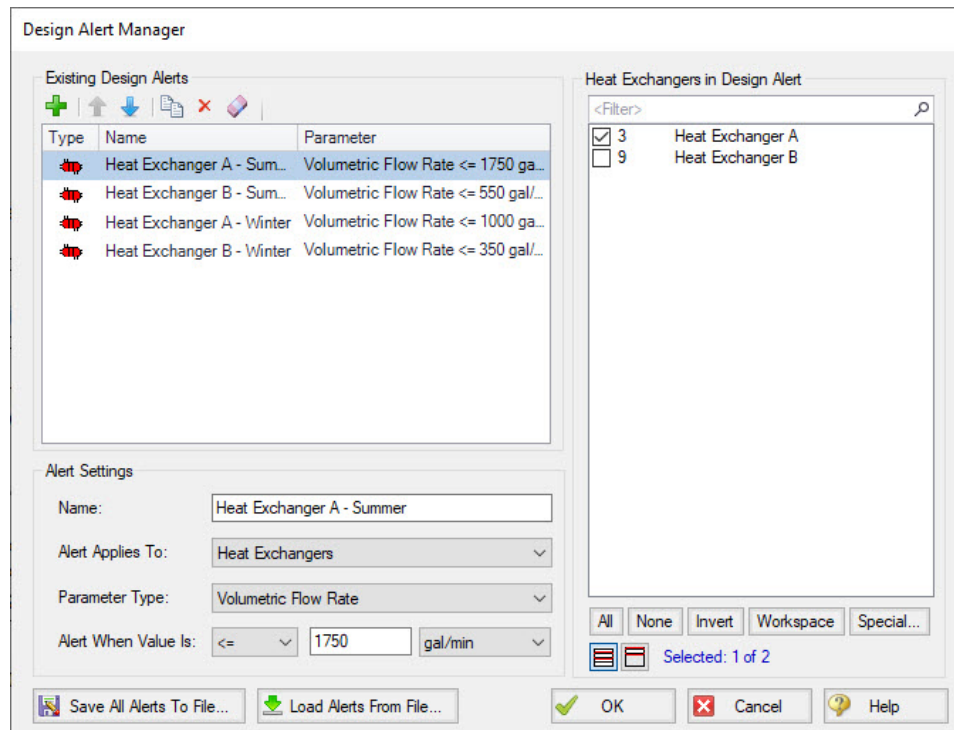 Design Alert Manager
Existing Design Alerts
Type Name Parameter
Heat Exchanger A - Sum... Volumetric Flow Rate <= 1750 ga...
Heat Exchanger B - Sum... Volumetric Flow Rate <= 550 gal/...
Heat Exchanger A - Winter Volumetric Flow Rate <= 1000 ga...
Heat Exchanger B - Winter Volumetric Flow Rate <= 350 gal/...
Alert Settings
Name: Heat Exchanger A - Summer
Alert Applies To: Heat Exchangers
Parameter Type: Volumetric Flow Rate
Alert When Value Is: <= 1750 gal/min
Heat Exchangers in Design Alert
<Filter>
3 Heat Exchanger A
9 Heat Exchanger B
All None Invert Workspace Special...
Selected: 1 of 2
Save All Alerts To File... Load Alerts From File... OK Cancel Help